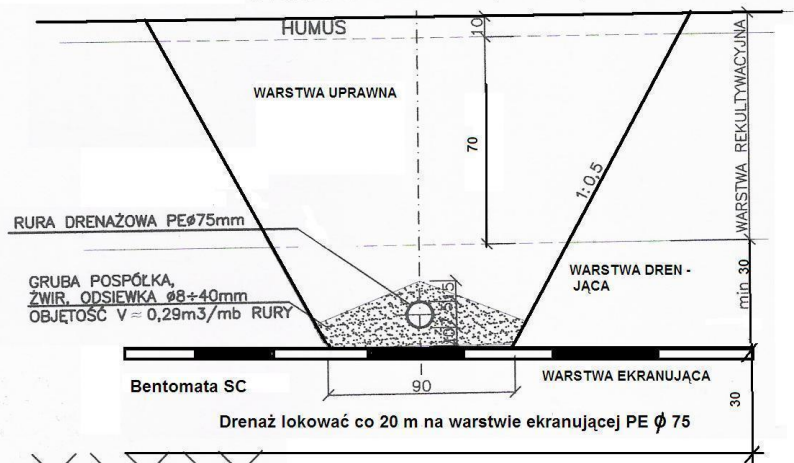 HUMUS
10
WARSTWA UPRAWNA
70
WARSTWA REKULTYWACYJNA
1:0,5
RURA DRENAŻOWA PEø75mm
GRUBA POSPÓŁKA,
ŻWIR, ODSIEWKA ø8÷40mm
OBJĘTOŚĆ V ≈ 0,29m3/mb RURY
WARSTWA DREN -
JĄCA
min 30
15
Bentomata SC
90
WARSTWA EKRANUJĄCA
30
Drenaż lokować co 20 m na warstwie ekranującej PE ϕ 75